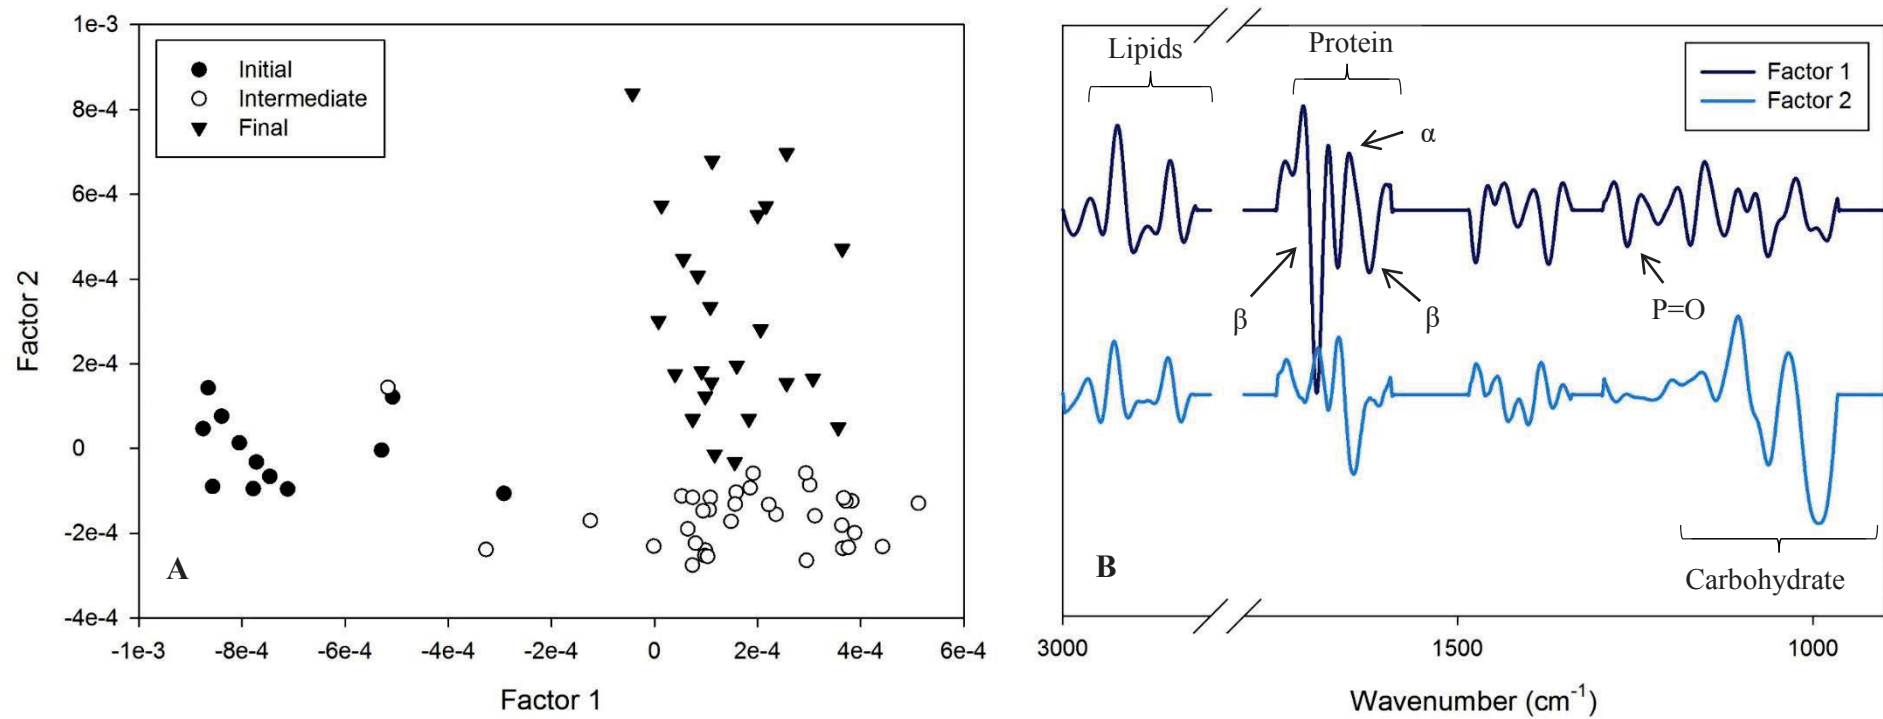 1e-3
8e-4
6e-4
4e-4
2e-4
0
-2e-4
-4e-4
Factor 2
Initial
Intermediate
Final
A
-1e-3 -8e-4 -6e-4 -4e-4 -2e-4 0 2e-4 4e-4 6e-4
Factor 1
Lipids
Protein
Factor 1
Factor 2
α
β
β
P=O
B
Carbohydrate
3000 1500 1000
Wavenumber (cm-1)